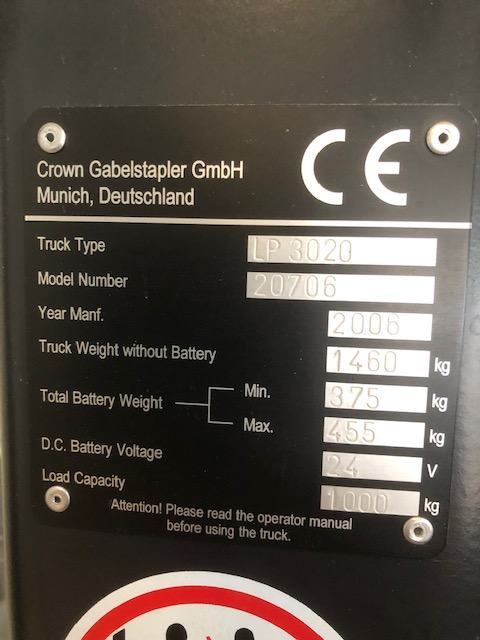 CE
Crown Gabelstapler GmbH
Munich, Deutschland
Truck Type LP 3020
Model Number 20706
Year Manf. 2006
Truck Weight without Battery 1460 kg
Total Battery Weight Min. 375 kg
Max. 455 kg
D.C. Battery Voltage 24 V
Load Capacity 1000 kg
Attention! Please read the operator manual
before using the truck.